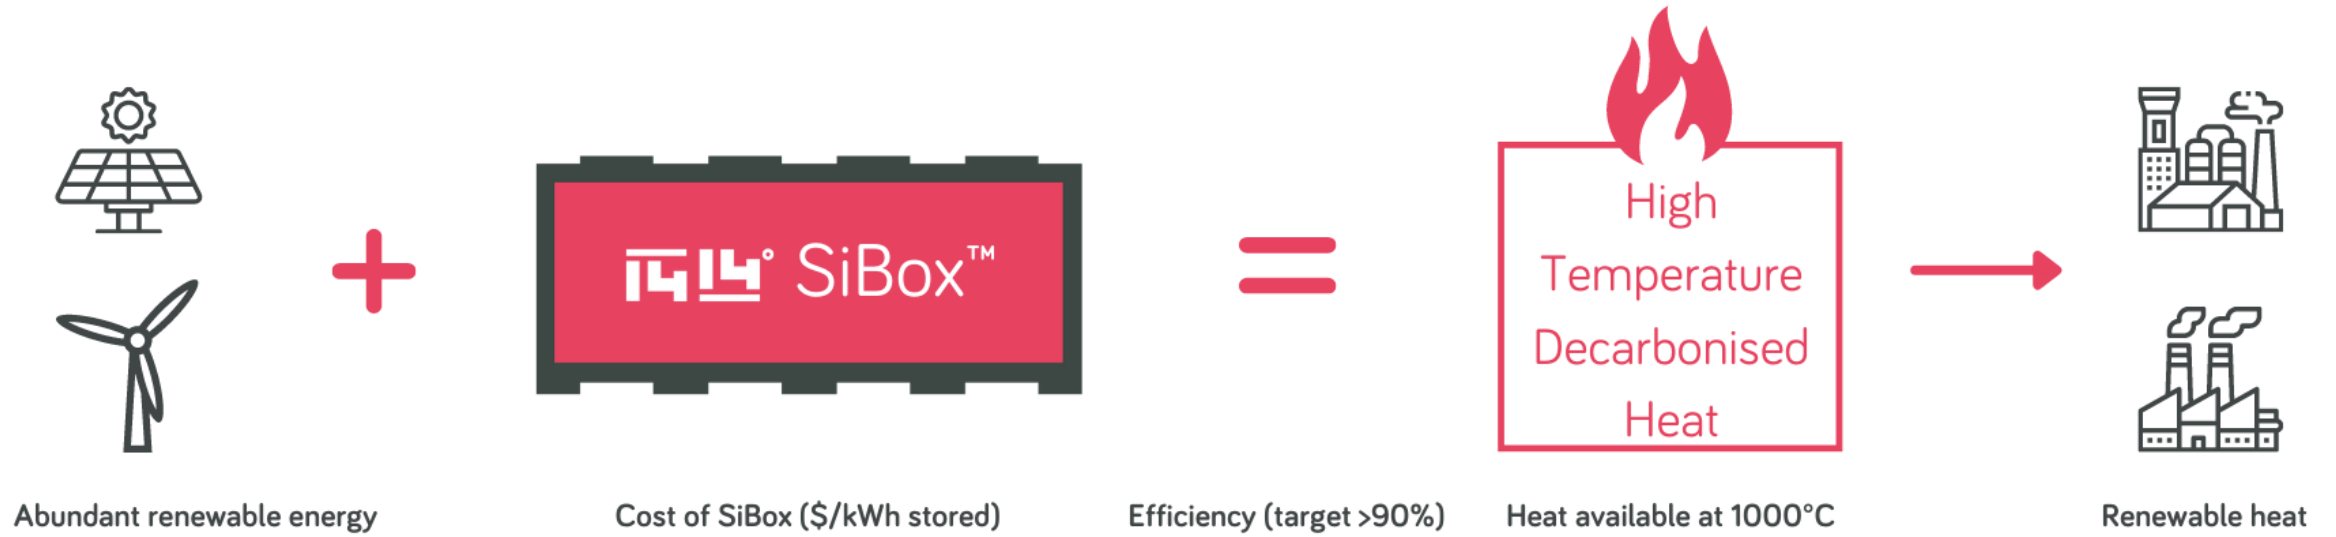 1414° SiBox™
High
Temperature
Decarbonised
Heat
Abundant renewable energy
Cost of SiBox ($/kWh stored)
Efficiency (target >90%)
Heat available at 1000°C
Renewable heat